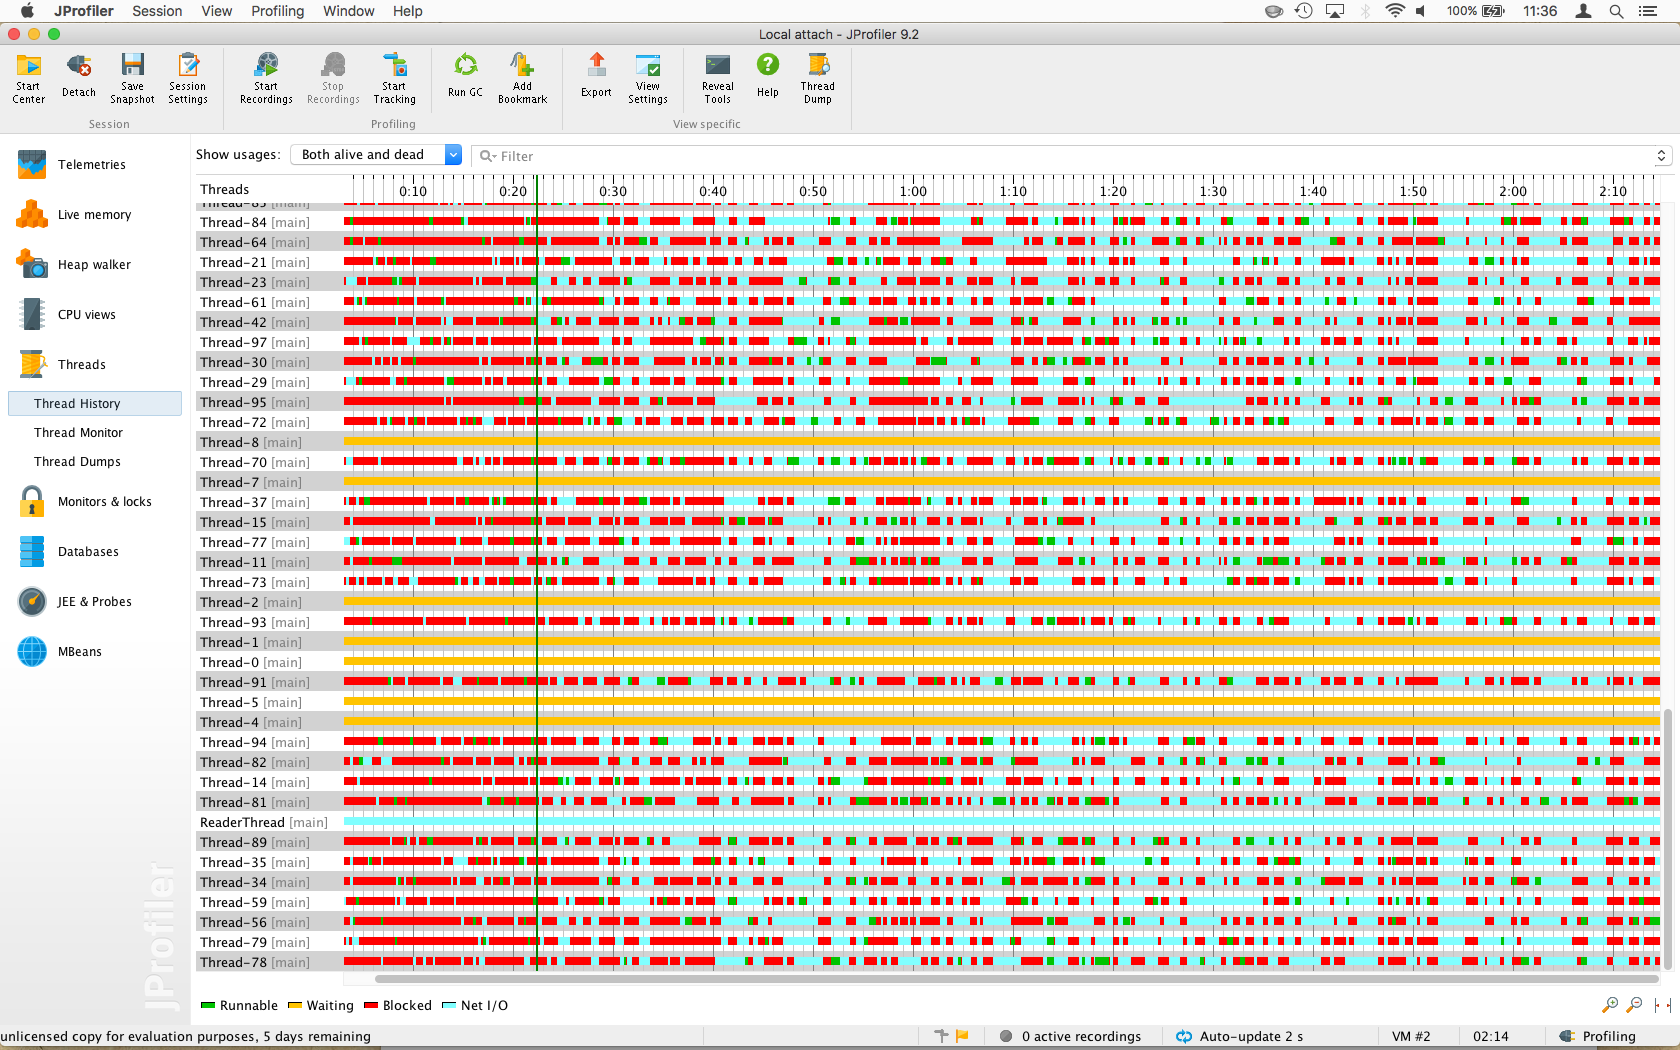 JProfiler Session View Profiling Window Help 100% 11:36
Local attach - JProfiler 9.2
Start Center
Detach
Save Snapshot
Session Settings
Start Recordings
Stop Recordings
Start Tracking
Run GC
Add Bookmark
Export
View Settings
Reveal Tools
Help
Thread Dump
Session
Profiling
View specific
Telemetries
Live memory
Heap walker
CPU views
Threads
Thread History
Thread Monitor
Thread Dumps
Monitors & locks
Databases
JEE & Probes
MBeans
JProfiler
Show usages: Both alive and dead Filter
Threads 0:10 0:20 0:30 0:40 0:50 1:00 1:10 1:20 1:30 1:40 1:50 2:00 2:10
Thread-83 [main]
Thread-84 [main]
Thread-64 [main]
Thread-21 [main]
Thread-23 [main]
Thread-61 [main]
Thread-42 [main]
Thread-97 [main]
Thread-30 [main]
Thread-29 [main]
Thread-95 [main]
Thread-72 [main]
Thread-8 [main]
Thread-70 [main]
Thread-7 [main]
Thread-37 [main]
Thread-15 [main]
Thread-77 [main]
Thread-11 [main]
Thread-73 [main]
Thread-2 [main]
Thread-93 [main]
Thread-1 [main]
Thread-0 [main]
Thread-91 [main]
Thread-5 [main]
Thread-4 [main]
Thread-94 [main]
Thread-82 [main]
Thread-14 [main]
Thread-81 [main]
ReaderThread [main]
Thread-89 [main]
Thread-35 [main]
Thread-34 [main]
Thread-59 [main]
Thread-56 [main]
Thread-79 [main]
Thread-78 [main]
Runnable Waiting Blocked Net I/O
unlicensed copy for evaluation purposes, 5 days remaining 0 active recordings Auto-update 2 s VM #2 02:14 Profiling